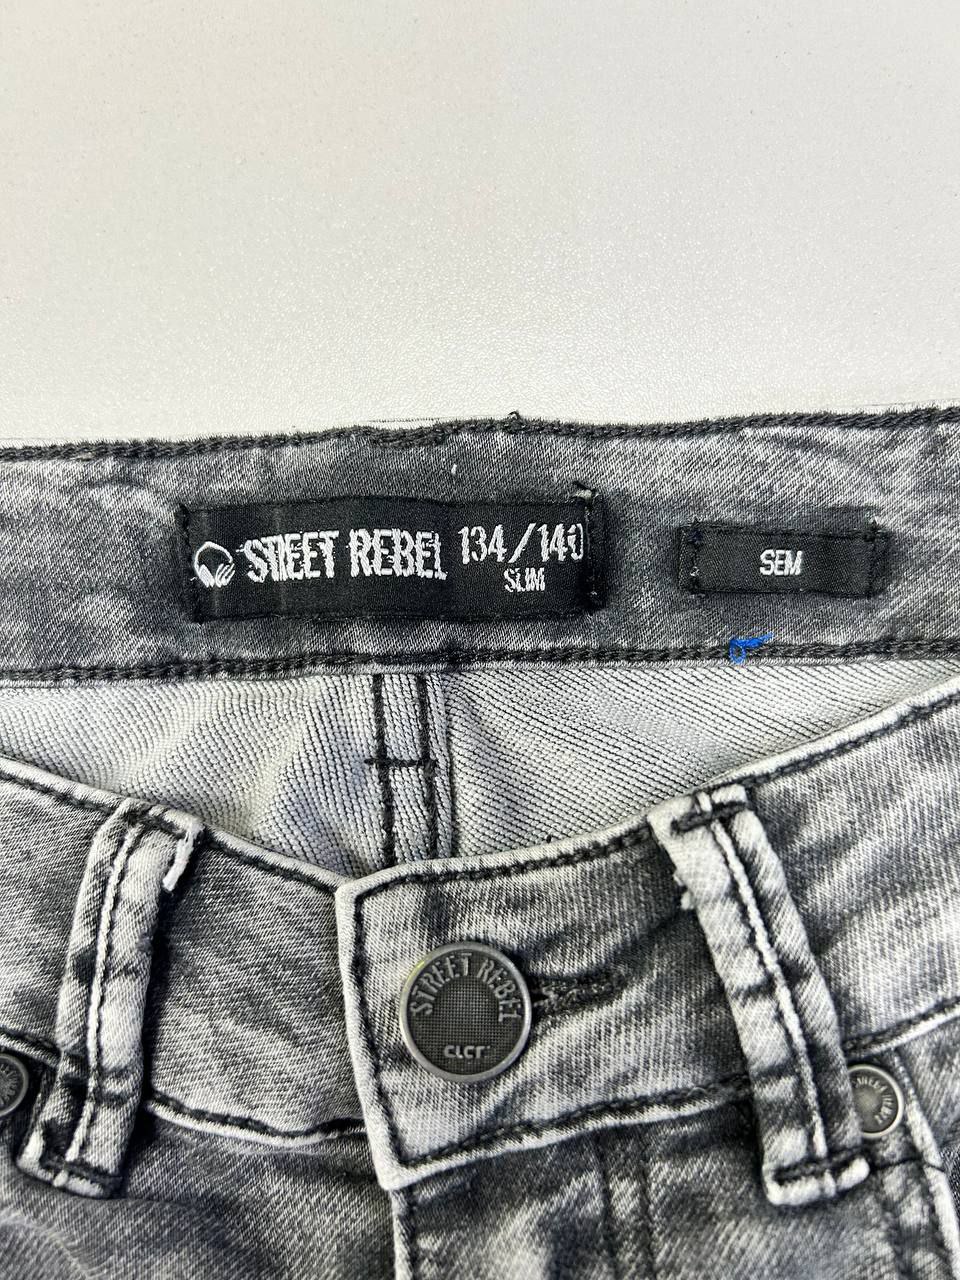 STREET REBEL 134/140
SLIM
SEM
STREET REBEL
CLCT